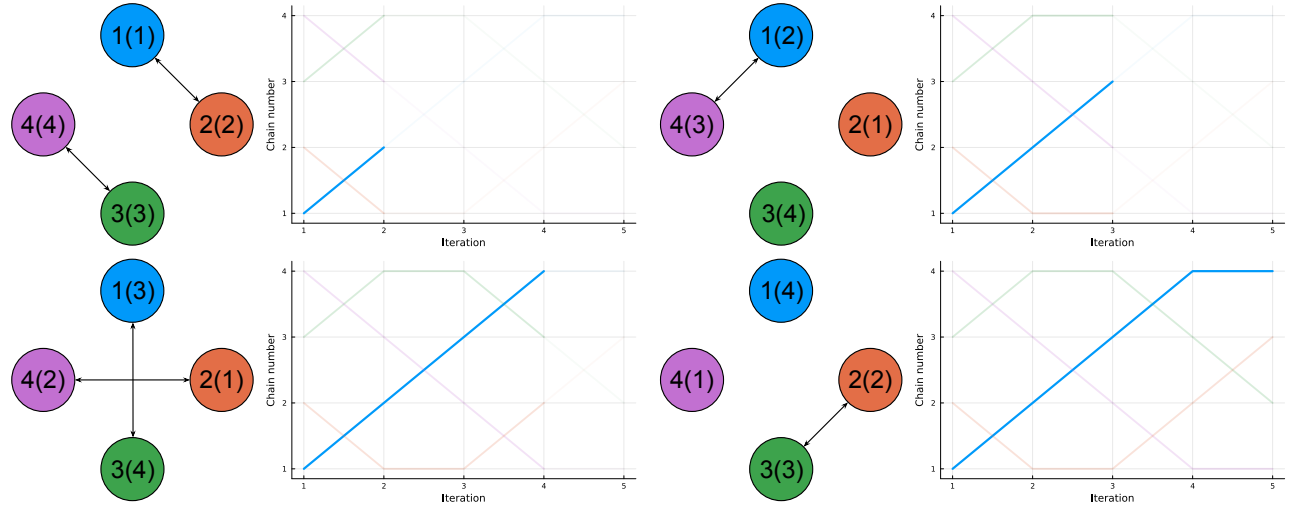 1(1)
2(2)
4(4)
3(3)
Chain number
4
3
2
1
1 2 3 4 5
Iteration
1(2)
4(3)
2(1)
3(4)
Chain number
4
3
2
1
1 2 3 4 5
Iteration
1(3)
4(2)
2(1)
3(4)
Chain number
4
3
2
1
1 2 3 4 5
Iteration
1(4)
4(1)
2(2)
3(3)
Chain number
4
3
2
1
1 2 3 4 5
Iteration